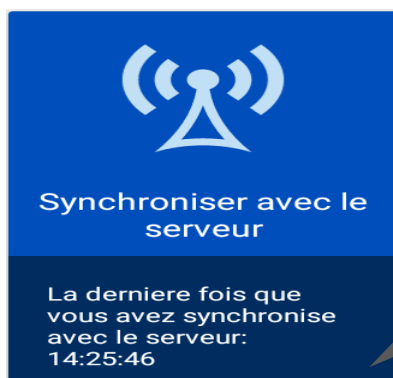 Synchroniser avec le
serveur
La derniere fois que
vous avez synchronise
avec le serveur:
14:25:46